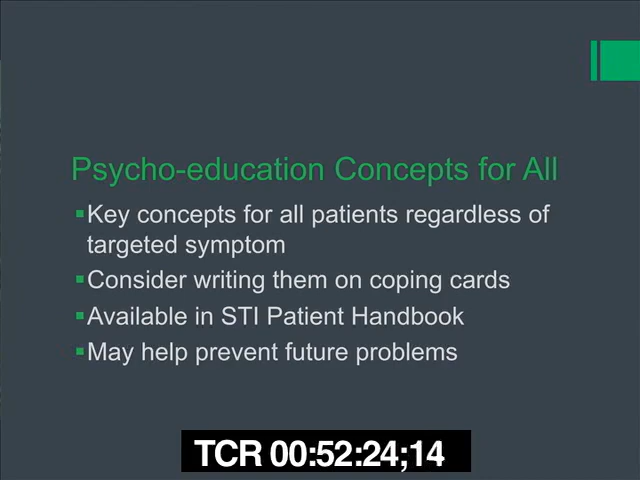 Psycho-education Concepts for All
▪Key concepts for all patients regardless of
targeted symptom
▪Consider writing them on coping cards
▪Available in STI Patient Handbook
▪May help prevent future problems
TCR 00:52:24;14